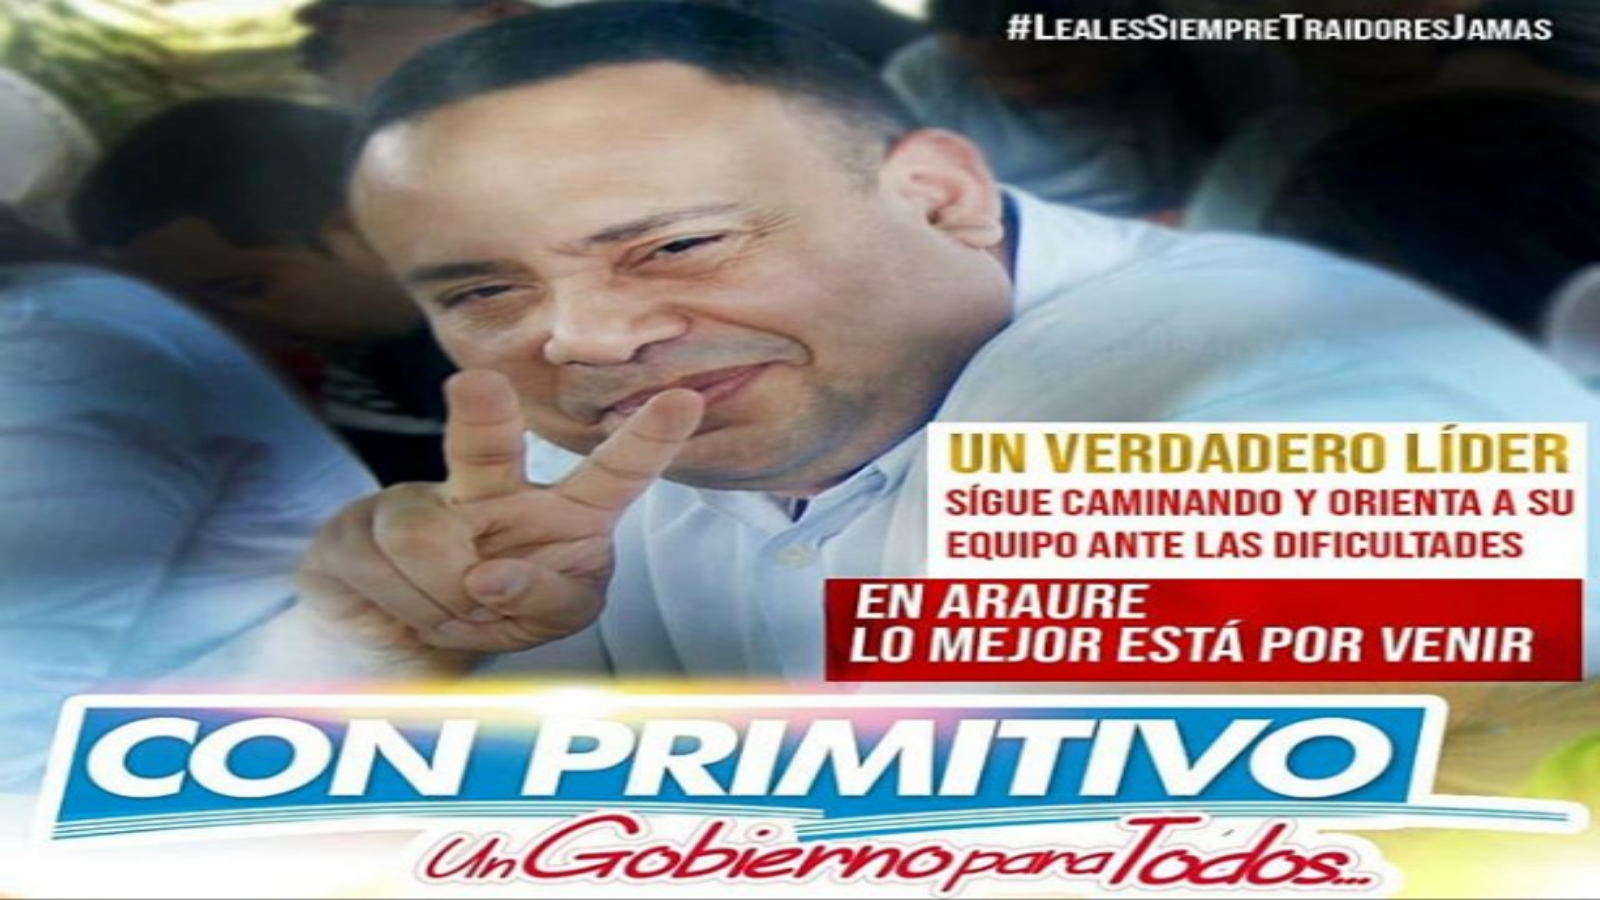 #LEALESSIEMPRETRAIDORESJAMAS
UN VERDADERO LÍDER
SÍGUE CAMINANDO Y ORIENTA A SU
EQUIPO ANTE LAS DIFICULTADES
EN ARAURE
LO MEJOR ESTÁ POR VENIR
CON PRIMITIVO
Un Gobierno para Todos...